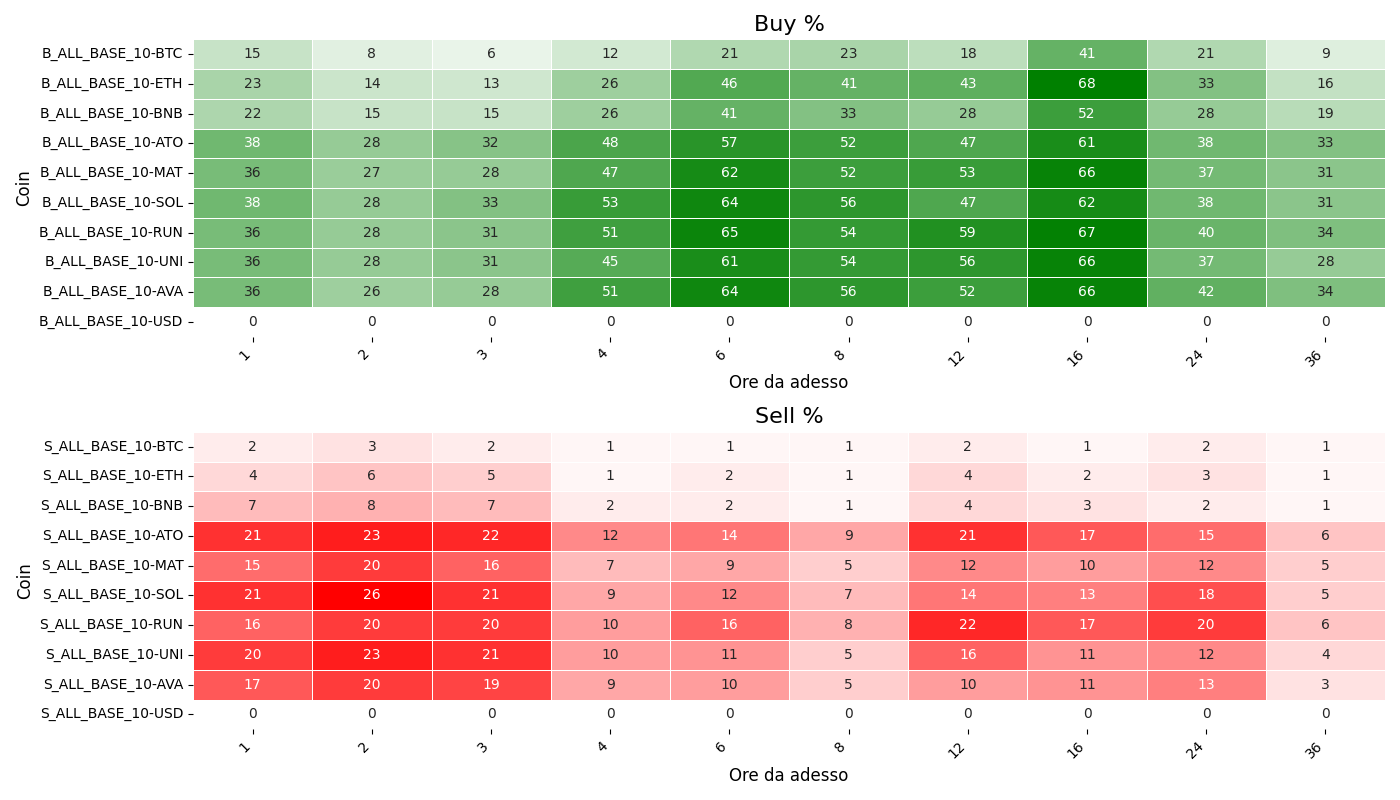 Buy %
Coin
B_ALL_BASE_10-BTC 15 8 6 12 21 23 18 41 21 9
B_ALL_BASE_10-ETH 23 14 13 26 46 41 43 68 33 16
B_ALL_BASE_10-BNB 22 15 15 26 41 33 28 52 28 19
B_ALL_BASE_10-ATO 38 28 32 48 57 52 47 61 38 33
B_ALL_BASE_10-MAT 36 27 28 47 62 52 53 66 37 31
B_ALL_BASE_10-SOL 38 28 33 53 64 56 47 62 38 31
B_ALL_BASE_10-RUN 36 28 31 51 65 54 59 67 40 34
B_ALL_BASE_10-UNI 36 28 31 45 61 54 56 66 37 28
B_ALL_BASE_10-AVA 36 26 28 51 64 56 52 66 42 34
B_ALL_BASE_10-USD 0 0 0 0 0 0 0 0 0 0
1 2 3 4 6 8 12 16 24 36
Ore da adesso
Sell %
Coin
S_ALL_BASE_10-BTC 2 3 2 1 1 1 2 1 2 1
S_ALL_BASE_10-ETH 4 6 5 1 2 1 4 2 3 1
S_ALL_BASE_10-BNB 7 8 7 2 2 1 4 3 2 1
S_ALL_BASE_10-ATO 21 23 22 12 14 9 21 17 15 6
S_ALL_BASE_10-MAT 15 20 16 7 9 5 12 10 12 5
S_ALL_BASE_10-SOL 21 26 21 9 12 7 14 13 18 5
S_ALL_BASE_10-RUN 16 20 20 10 16 8 22 17 20 6
S_ALL_BASE_10-UNI 20 23 21 10 11 5 16 11 12 4
S_ALL_BASE_10-AVA 17 20 19 9 10 5 10 11 13 3
S_ALL_BASE_10-USD 0 0 0 0 0 0 0 0 0 0
1 2 3 4 6 8 12 16 24 36
Ore da adesso